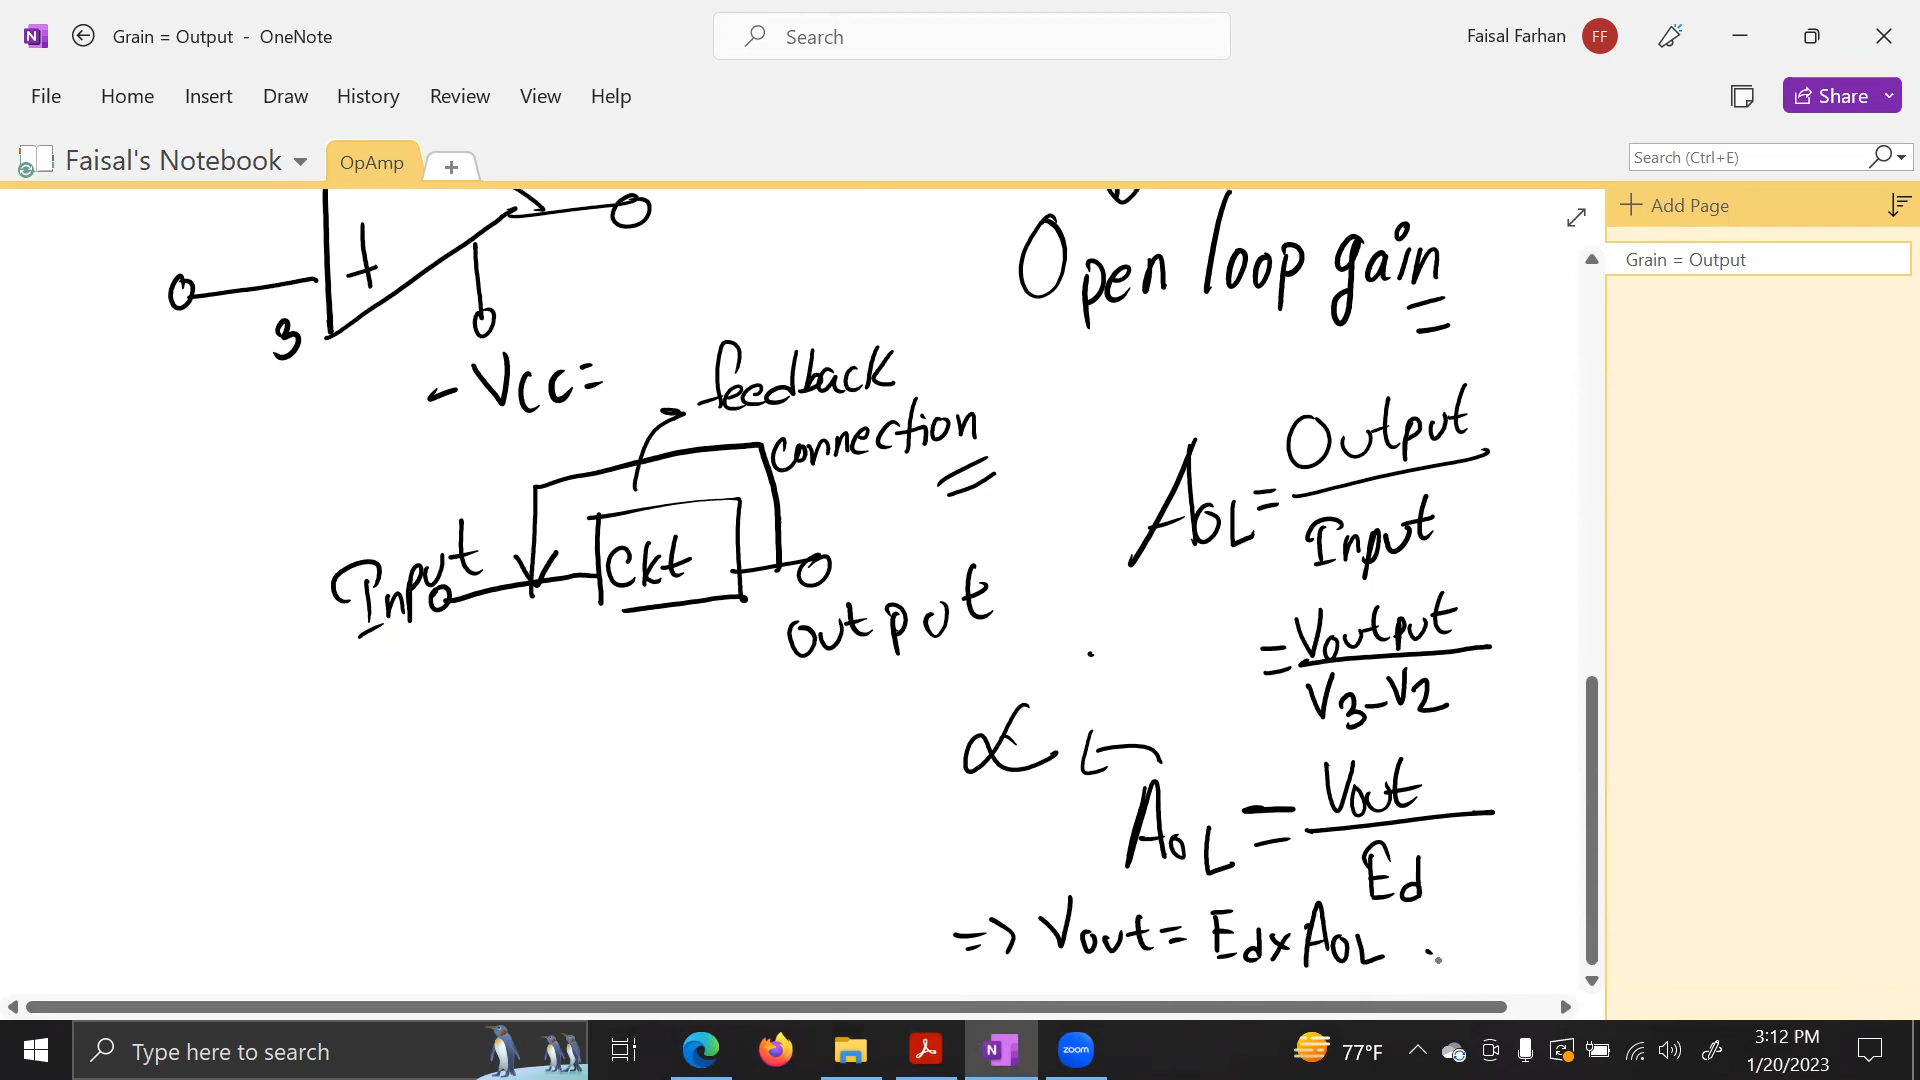 Grain = Output - OneNote
Search
Faisal Farhan
FF
File Home Insert Draw History Review View Help
Share
Faisal's Notebook
OpAmp
Search (Ctrl+E)
Add Page
Grain = Output
+
3
- VCC =
Open loop gain
feedback
connection
Input
Ckt
output
AOL = Output
Input
= Voutput
V3 - V2
AOL = Vout
Ed
=> Vout = Ed x AOL
Type here to search
zoom
77°F
3:12 PM
1/20/2023